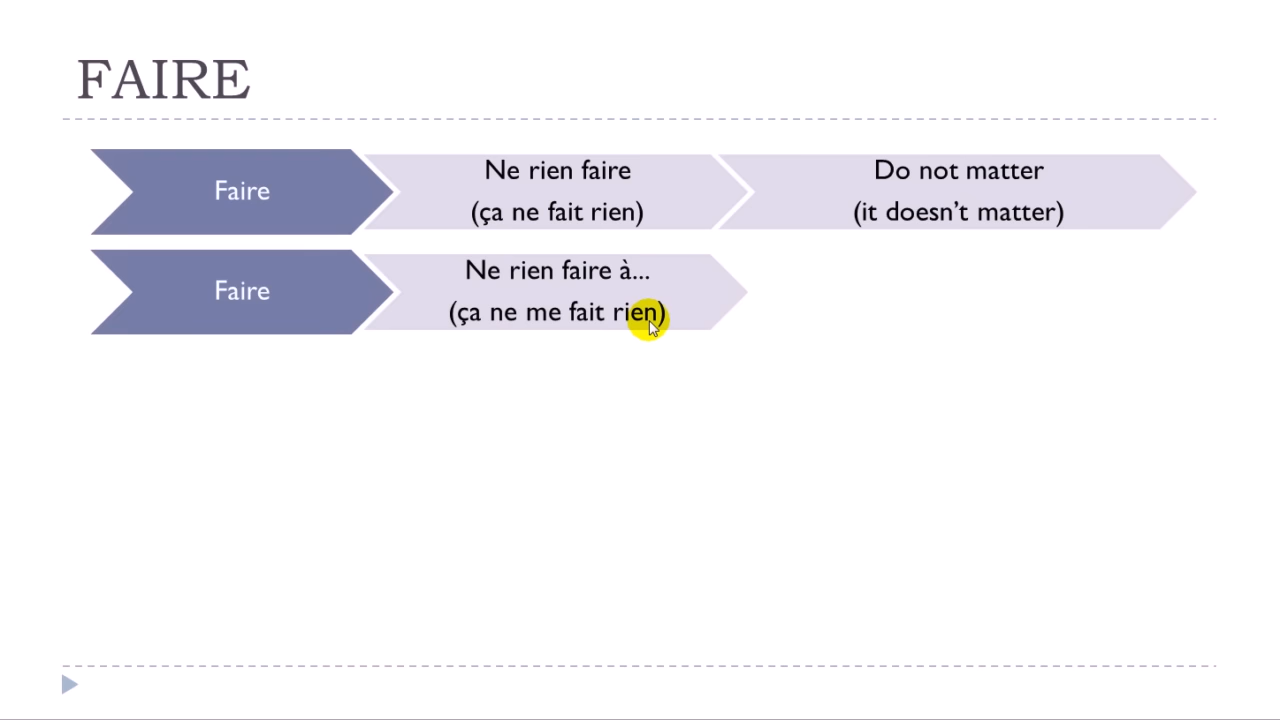 FAIRE
Faire
Ne rien faire
(ça ne fait rien)
Do not matter
(it doesn’t matter)
Faire
Ne rien faire à...
(ça ne me fait rien)